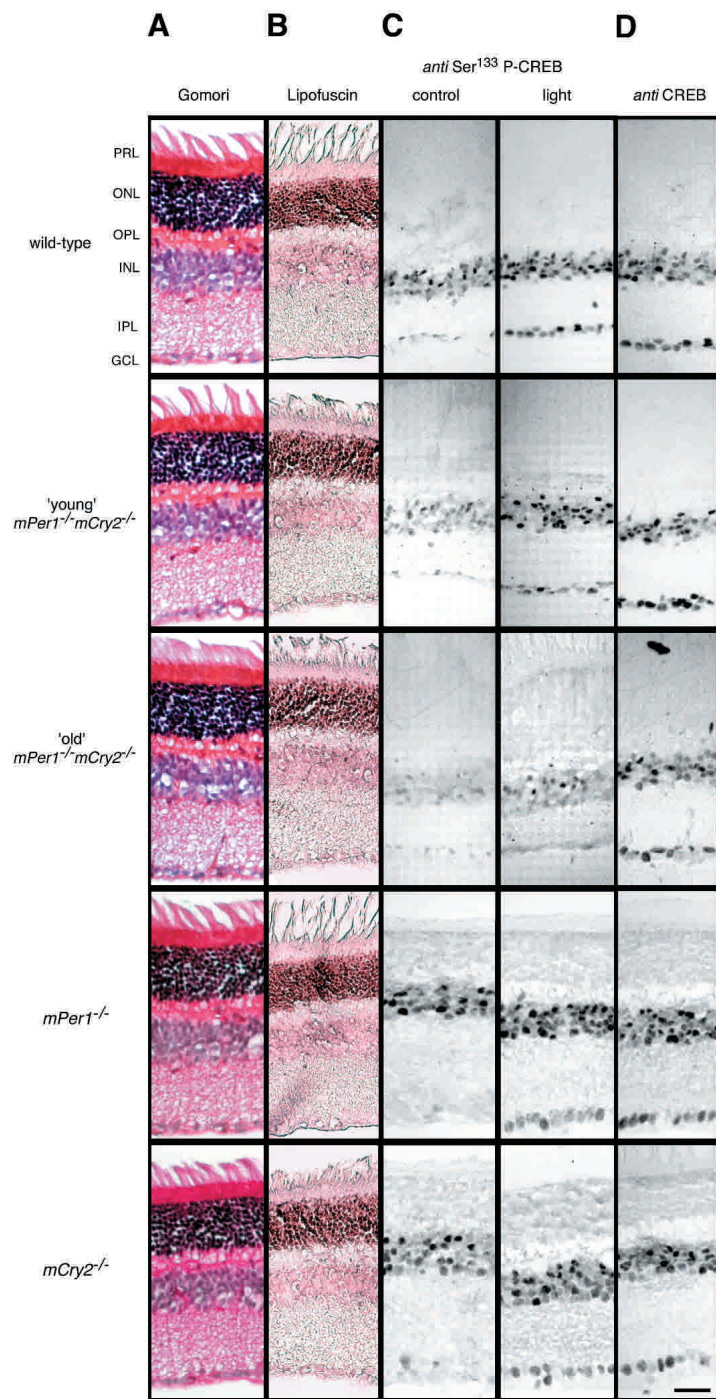 A B C D
anti Ser133 P-CREB
Gomori Lipofuscin control light anti CREB
PRL
ONL
OPL
wild-type
INL
IPL
GCL
'young'
mPer1-/-mCry2-/-
'old'
mPer1-/-mCry2-/-
mPer1-/-
mCry2-/-